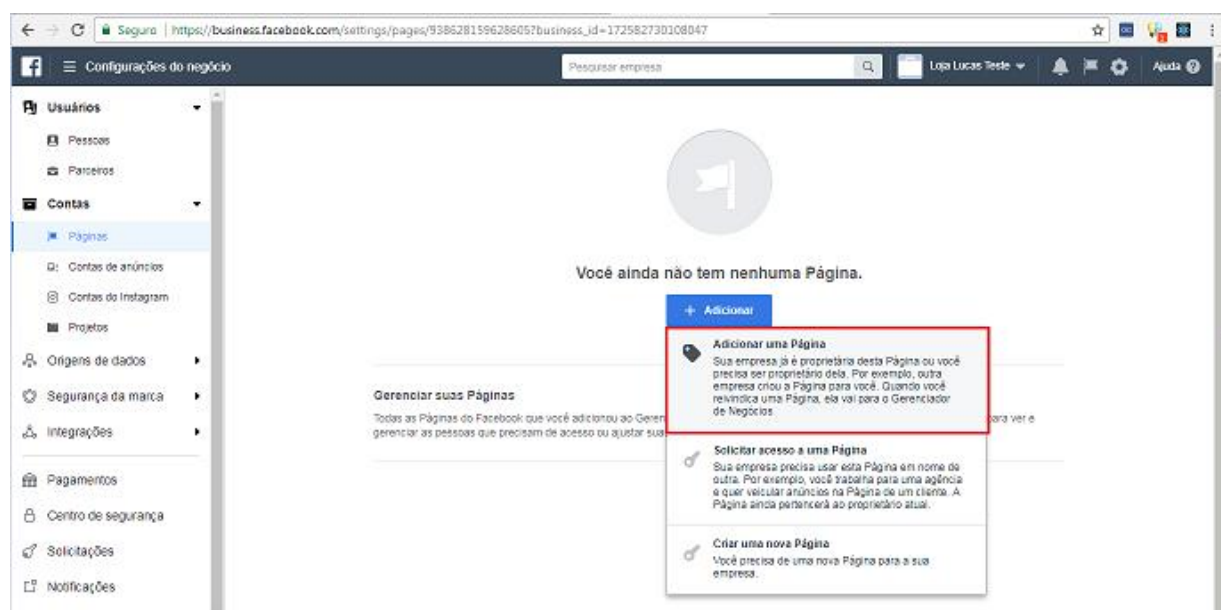 Seguro | https://business.facebook.com/settings/pages/938628159628605?business_id=172582730108047
Configurações do negócio
Pesquisar empresa
Loja Lucas Teste
Ajuda
Usuários
Pessoas
Parceiros
Contas
Páginas
Contas de anúncios
Contas do Instagram
Projetos
Origens de dados
Segurança da marca
Integrações
Pagamentos
Centro de segurança
Solicitações
Notificações
Você ainda não tem nenhuma Página.
+ Adicionar
Adicionar uma Página
Sua empresa já é proprietária desta Página ou você
precisa ser proprietário dela. Por exemplo, outra
empresa criou a Página para você. Quando você
reivindica uma Página, ela vai para o Gerenciador
de Negócios.
Solicitar acesso a uma Página
Sua empresa precisa usar esta Página em nome de
outra. Por exemplo, você trabalha para uma agência
e quer veicular anúncios na Página de um cliente. A
Página ainda pertencerá ao proprietário atual.
Criar uma nova Página
Você precisa de uma nova Página para a sua
empresa.
Gerenciar suas Páginas
Todas as Páginas do Facebook que você adicionou ao Geren para ver e
gerenciar as pessoas que precisam de acesso ou ajustar sua